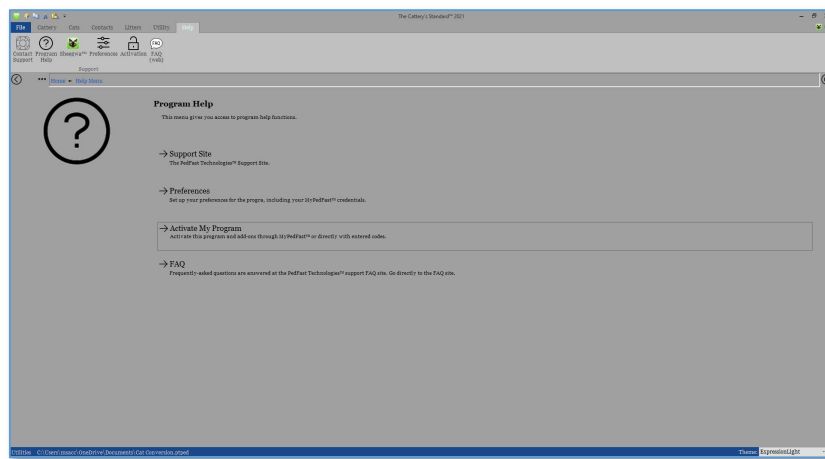 The Cattery's Standard™ 2021
File Cattery Cats Contacts Litters Utility Help
Contact Support
Program Help
Sheepwa™
Preferences
Activation
FAQ (web)
Support
Home Help Menu
Program Help
This menu gives you access to program help functions.
Support Site
The PedFast Technologies™ Support Site.
Preferences
Set up your preferences for the progra, including your MyPedFast™ credentials.
Activate My Program
Activate this program and add-ons through MyPedFast™ or directly with entered codes.
FAQ
Frequently-asked questions are answered at the PedFast Technologies™ support FAQ site. Go directly to the FAQ site.
Utilities C:\Users\msacc\OneDrive\Documents\Cat Conversion.ptped
Theme: ExpressionLight